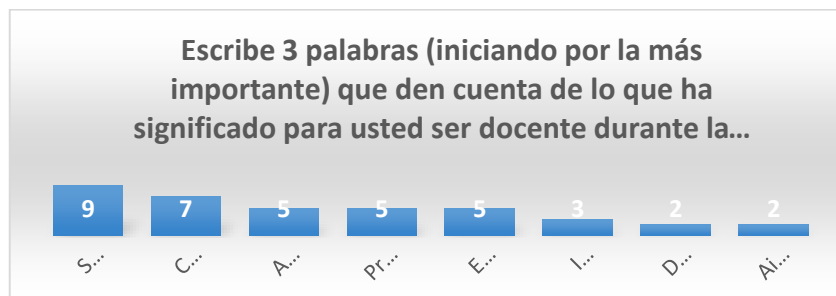 Escribe 3 palabras (iniciando por la más
importante) que den cuenta de lo que ha
significado para usted ser docente durante la...
9 7 5 5 5 3 2 2
S... C... A... Pr... E... I... D... Ai...